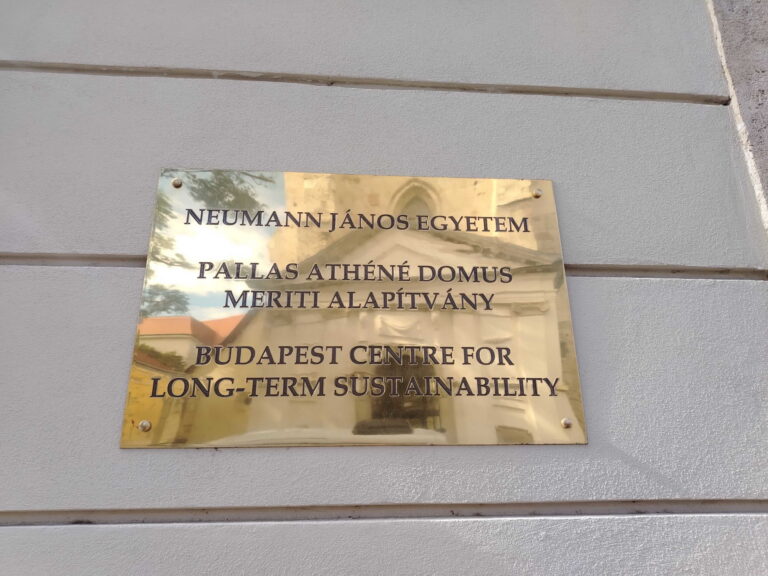 NEUMANN JÁNOS EGYETEM
PALLAS ATHÉNÉ DOMUS
MERITI ALAPÍTVÁNY
BUDAPEST CENTRE FOR
LONG-TERM SUSTAINABILITY